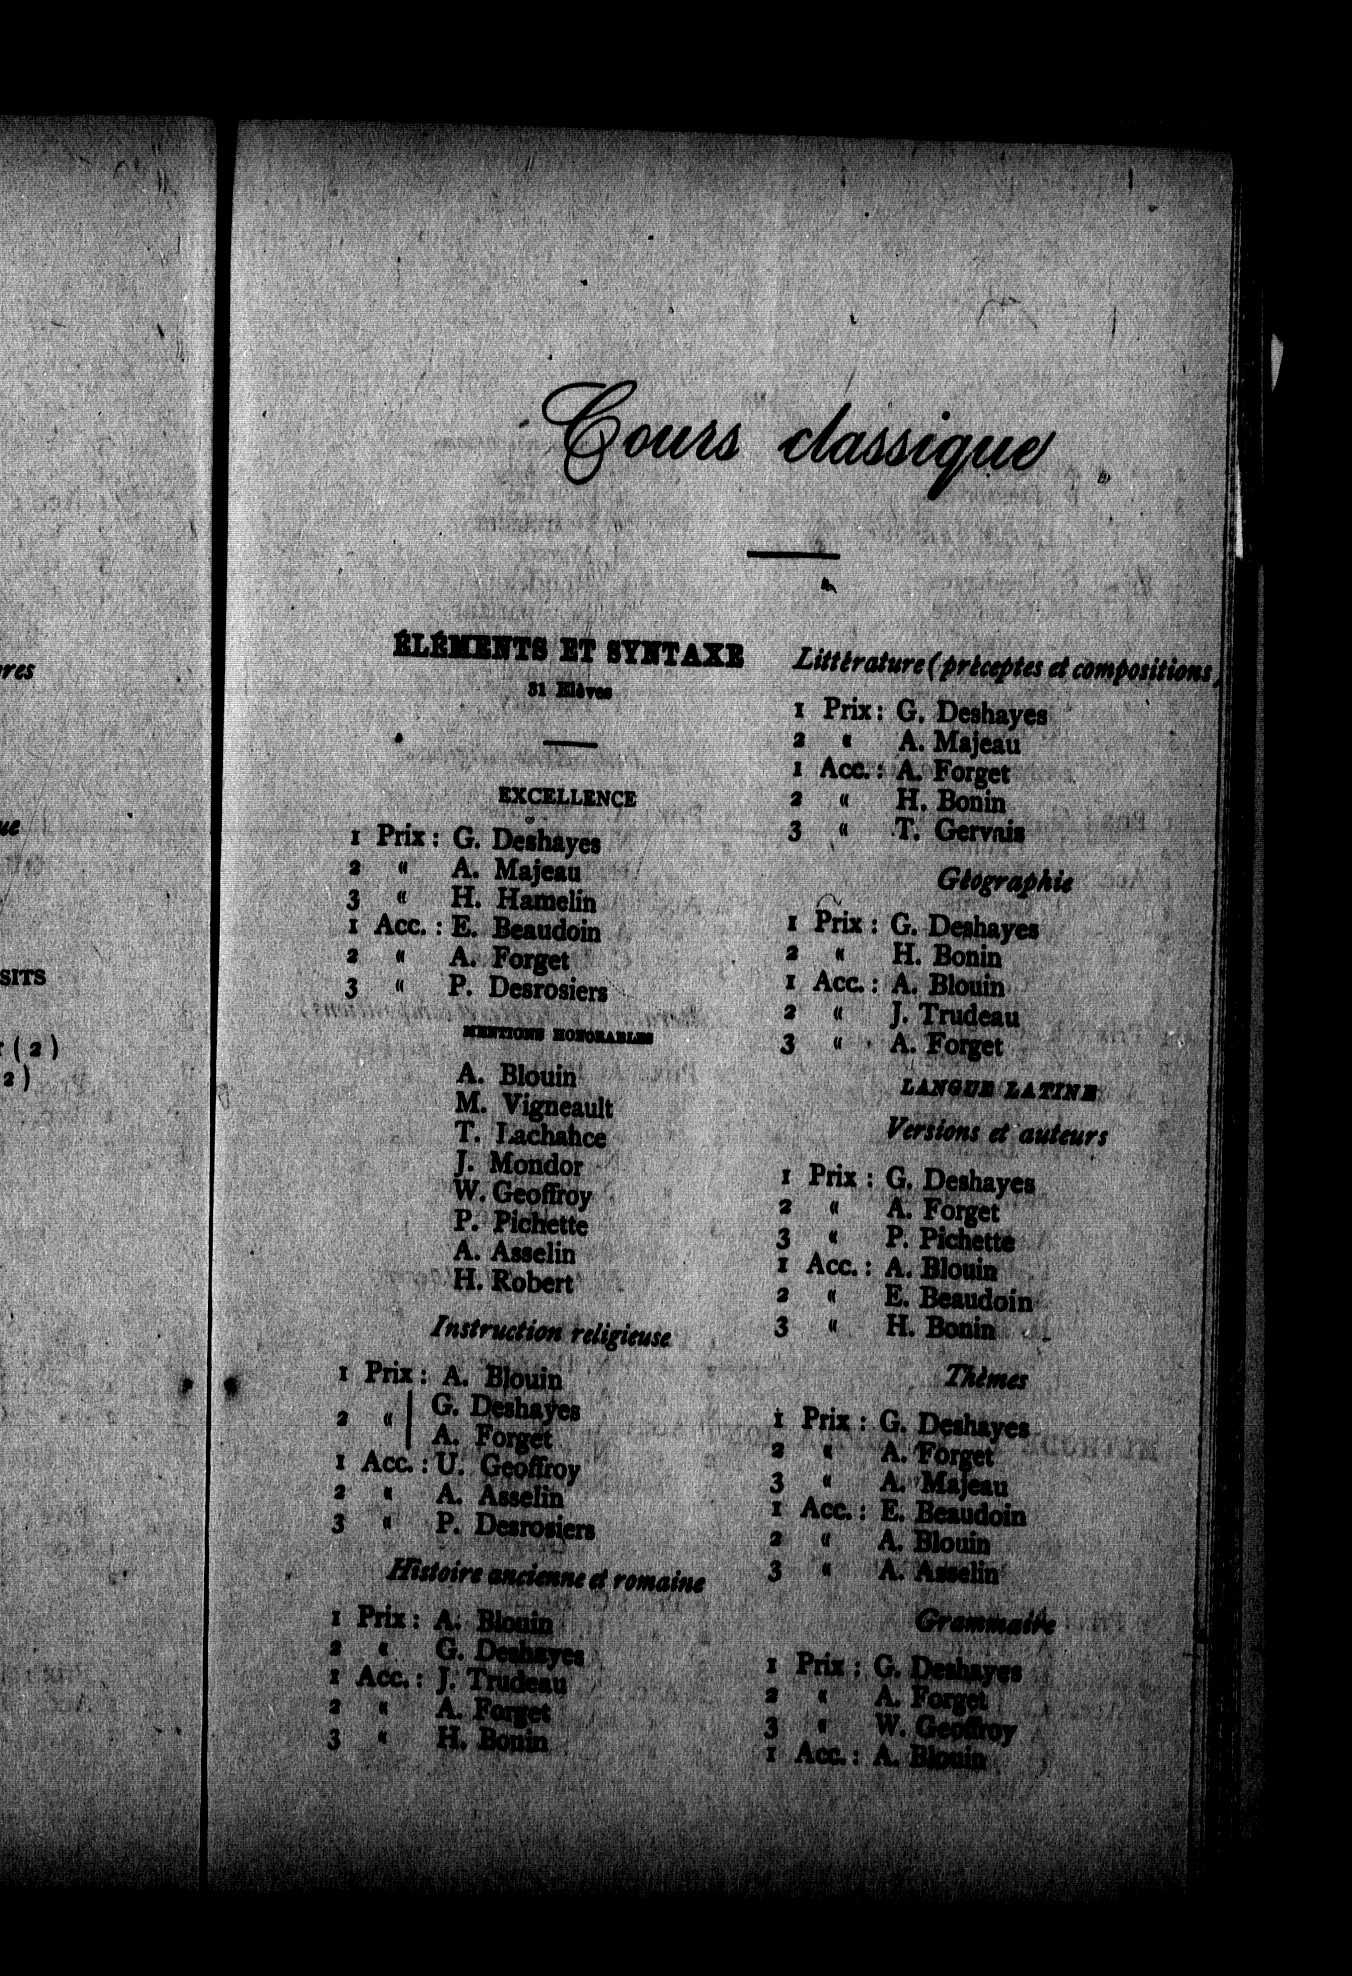 Cours classique
ÉLÉMENTS ET SYNTAXE
31 Elèves
EXCELLENCE
1 Prix : G. Deshayes
2 « A. Majeau
3 « H. Hamelin
1 Acc. : E. Beaudoin
2 « A. Forget
3 « P. Desrosiers
MENTIONS HONORABLES
A. Blouin
M. Vigneault
T. Lachance
J. Mondor
W. Geoffroy
P. Pichette
A. Asselin
H. Robert
Instruction religieuse
1 Prix : A. Blouin
2 « | G. Deshayes
A. Forget
1 Acc. : U. Geoffroy
2 « A. Asselin
3 « P. Desrosiers
Histoire ancienne et romaine
1 Prix : A. Blouin
2 « G. Deshayes
1 Acc. : J. Trudeau
2 « A. Forget
3 « H. Bonin
Littérature (préceptes et compositions)
1 Prix : G. Deshayes
2 « A. Majeau
1 Acc. : A. Forget
2 « H. Bonin
3 « T. Gervais
Géographie
1 Prix : G. Deshayes
2 « H. Bonin
1 Acc. : A. Blouin
2 « J. Trudeau
3 « A. Forget
LANGUE LATINE
Versions et auteurs
1 Prix : G. Deshayes
2 « A. Forget
3 « P. Pichette
1 Acc. : A. Blouin
2 « E. Beaudoin
3 « H. Bonin
Thèmes
1 Prix : G. Deshayes
2 « A. Forget
3 « A. Majeau
1 Acc. : E. Beaudoin
2 « A. Blouin
3 « A. Asselin
Grammaire
1 Prix : G. Deshayes
2 « A. Forget
3 « W. Geoffroy
1 Acc. : A. Blouin